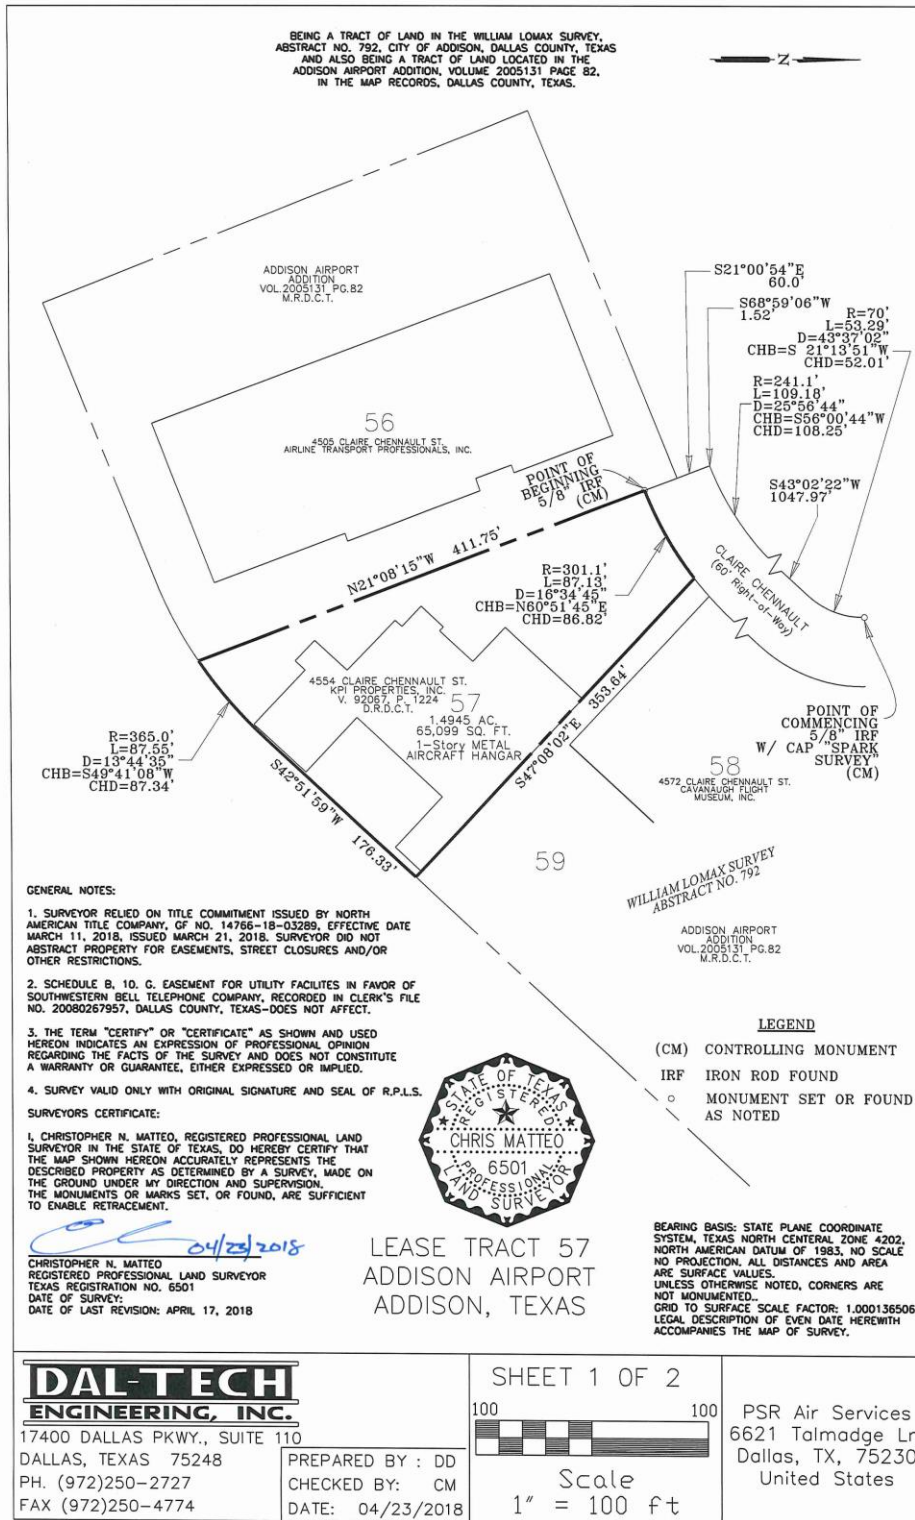 BEING A TRACT OF LAND IN THE WILLIAM LOMAX SURVEY,
ABSTRACT NO. 792, CITY OF ADDISON, DALLAS COUNTY, TEXAS
AND ALSO BEING A TRACT OF LAND LOCATED IN THE
ADDISON AIRPORT ADDITION, VOLUME 2005131 PAGE 82,
IN THE MAP RECORDS, DALLAS COUNTY, TEXAS.
N
ADDISON AIRPORT
ADDITION
VOL.2005131 PG.82
M.R.D.C.T.
S21°00'54"E
60.0'
S68°59'06"W
1.52'
R=70'
L=53.29'
D=43°37'02"
CHB=S 21°13'51"W
CHD=52.01'
R=241.1'
L=109.18'
D=25°56'44"
CHB=S56°00'44"W
CHD=108.25'
S43°02'22"W
1047.97'
56
4505 CLAIRE CHENNAULT ST.
AIRLINE TRANSPORT PROFESSIONALS, INC.
POINT OF
BEGINNING
5/8" IRF
(CM)
N21°08'15"W 411.75'
R=301.1'
L=87.13'
D=16°34'45"
CHB=N60°51'45"E
CHD=86.82'
CLAIRE CHENNAULT
(60' Right-of-Way)
4554 CLAIRE CHENNAULT ST.
KPI PROPERTIES, INC.
V. 92067, P. 1224
D.R.D.C.T.
57
1.4945 AC.
65,099 SQ. FT.
1-Story METAL
AIRCRAFT HANGAR
S47°08'02"E 353.64'
R=365.0'
L=87.55'
D=13°44'35"
CHB=S49°41'08"W
CHD=87.34'
S42°51'59"W 176.33'
POINT OF
COMMENCING
5/8" IRF
W/ CAP "SPARK
SURVEY"
(CM)
58
4572 CLAIRE CHENNAULT ST.
CAVANAUGH FLIGHT
MUSEUM, INC.
59
WILLIAM LOMAX SURVEY
ABSTRACT NO. 792
ADDISON AIRPORT
ADDITION
VOL.2005131 PG.82
M.R.D.C.T.
GENERAL NOTES:
1. SURVEYOR RELIED ON TITLE COMMITMENT ISSUED BY NORTH
AMERICAN TITLE COMPANY, GF NO. 14766-18-03289, EFFECTIVE DATE
MARCH 11, 2018, ISSUED MARCH 21, 2018. SURVEYOR DID NOT
ABSTRACT PROPERTY FOR EASEMENTS, STREET CLOSURES AND/OR
OTHER RESTRICTIONS.
2. SCHEDULE B, 10. G. EASEMENT FOR UTILITY FACILITES IN FAVOR OF
SOUTHWESTERN BELL TELEPHONE COMPANY, RECORDED IN CLERK'S FILE
NO. 20080267957, DALLAS COUNTY, TEXAS-DOES NOT AFFECT.
3. THE TERM "CERTIFY" OR "CERTIFICATE" AS SHOWN AND USED
HEREON INDICATES AN EXPRESSION OF PROFESSIONAL OPINION
REGARDING THE FACTS OF THE SURVEY AND DOES NOT CONSTITUTE
A WARRANTY OR GUARANTEE, EITHER EXPRESSED OR IMPLIED.
4. SURVEY VALID ONLY WITH ORIGINAL SIGNATURE AND SEAL OF R.P.L.S.
SURVEYORS CERTIFICATE:
I, CHRISTOPHER N. MATTEO, REGISTERED PROFESSIONAL LAND
SURVEYOR IN THE STATE OF TEXAS, DO HEREBY CERTIFY THAT
THE MAP SHOWN HEREON ACCURATELY REPRESENTS THE
DESCRIBED PROPERTY AS DETERMINED BY A SURVEY, MADE ON
THE GROUND UNDER MY DIRECTION AND SUPERVISION.
THE MONUMENTS OR MARKS SET, OR FOUND, ARE SUFFICIENT
TO ENABLE RETRACEMENT.
04/23/2018
CHRISTOPHER N. MATTEO
REGISTERED PROFESSIONAL LAND SURVEYOR
TEXAS REGISTRATION NO. 6501
DATE OF SURVEY:
DATE OF LAST REVISION: APRIL 17, 2018
STATE OF TEXAS
REGISTERED
CHRIS MATTEO
6501
PROFESSIONAL
LAND SURVEYOR
LEASE TRACT 57
ADDISON AIRPORT
ADDISON, TEXAS
LEGEND
(CM) CONTROLLING MONUMENT
IRF IRON ROD FOUND
○ MONUMENT SET OR FOUND
AS NOTED
BEARING BASIS: STATE PLANE COORDINATE
SYSTEM, TEXAS NORTH CENTRAL ZONE 4202,
NORTH AMERICAN DATUM OF 1983, NO SCALE
NO PROJECTION. ALL DISTANCES AND AREA
ARE SURFACE VALUES.
UNLESS OTHERWISE NOTED, CORNERS ARE
NOT MONUMENTED..
GRID TO SURFACE SCALE FACTOR: 1.000136506
LEGAL DESCRIPTION OF EVEN DATE HEREWITH
ACCOMPANIES THE MAP OF SURVEY.
DAL-TECH
ENGINEERING, INC.
17400 DALLAS PKWY., SUITE 110
DALLAS, TEXAS 75248
PH. (972)250-2727
FAX (972)250-4774
PREPARED BY : DD
CHECKED BY: CM
DATE: 04/23/2018
SHEET 1 OF 2
100 100
Scale
1" = 100 ft
PSR Air Services
6621 Talmadge Ln
Dallas, TX, 75230
United States